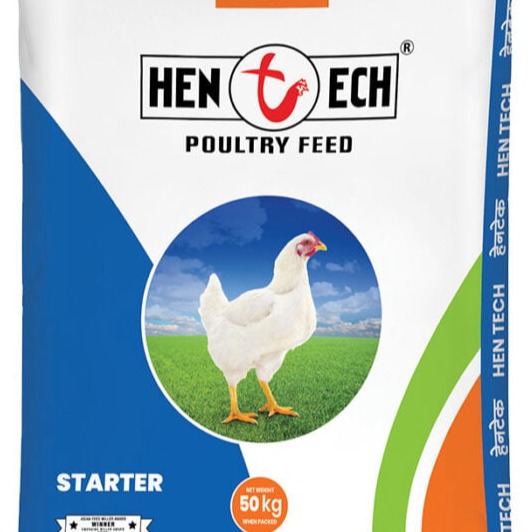 HEN tECH ®
POULTRY FEED
STARTER
NET WEIGHT
50 kg
WHEN PACKED
WINNER
हेनटेक
HEN TECH
हेनटेक
HEN TECH
हेनटेक
TECH